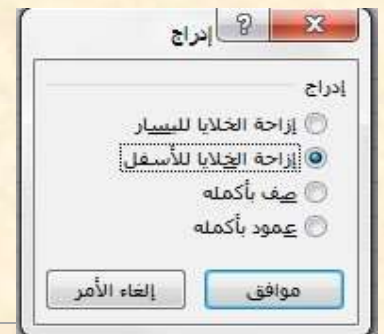 إدراج
إدراج
إزاحة الخلايا لليسار
إزاحة الخلايا للأسفل
صف بأكمله
عمود بأكمله
موافق
إلغاء الأمر